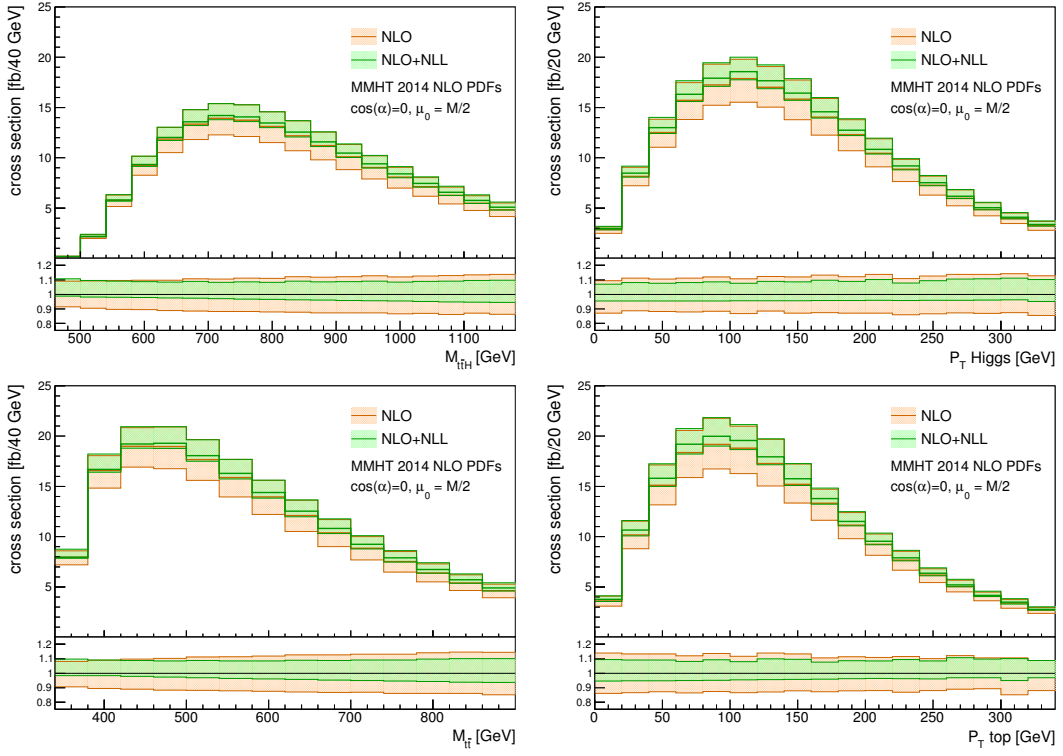 cross section [fb/40 GeV]
25
20
15
10
5
NLO
NLO+NLL
MMHT 2014 NLO PDFs
cos(α)=0, μ0 = M/2
1.2
1.1
1
0.9
0.8
500 600 700 800 900 1000 1100
M_tt̄H [GeV]
cross section [fb/20 GeV]
25
20
15
10
5
NLO
NLO+NLL
MMHT 2014 NLO PDFs
cos(α)=0, μ0 = M/2
1.2
1.1
1
0.9
0.8
0 50 100 150 200 250 300
P_T Higgs [GeV]
cross section [fb/40 GeV]
25
20
15
10
5
NLO
NLO+NLL
MMHT 2014 NLO PDFs
cos(α)=0, μ0 = M/2
1.2
1.1
1
0.9
0.8
400 500 600 700 800
M_tt̄ [GeV]
cross section [fb/20 GeV]
25
20
15
10
5
NLO
NLO+NLL
MMHT 2014 NLO PDFs
cos(α)=0, μ0 = M/2
1.2
1.1
1
0.9
0.8
0 50 100 150 200 250 300
P_T top [GeV]